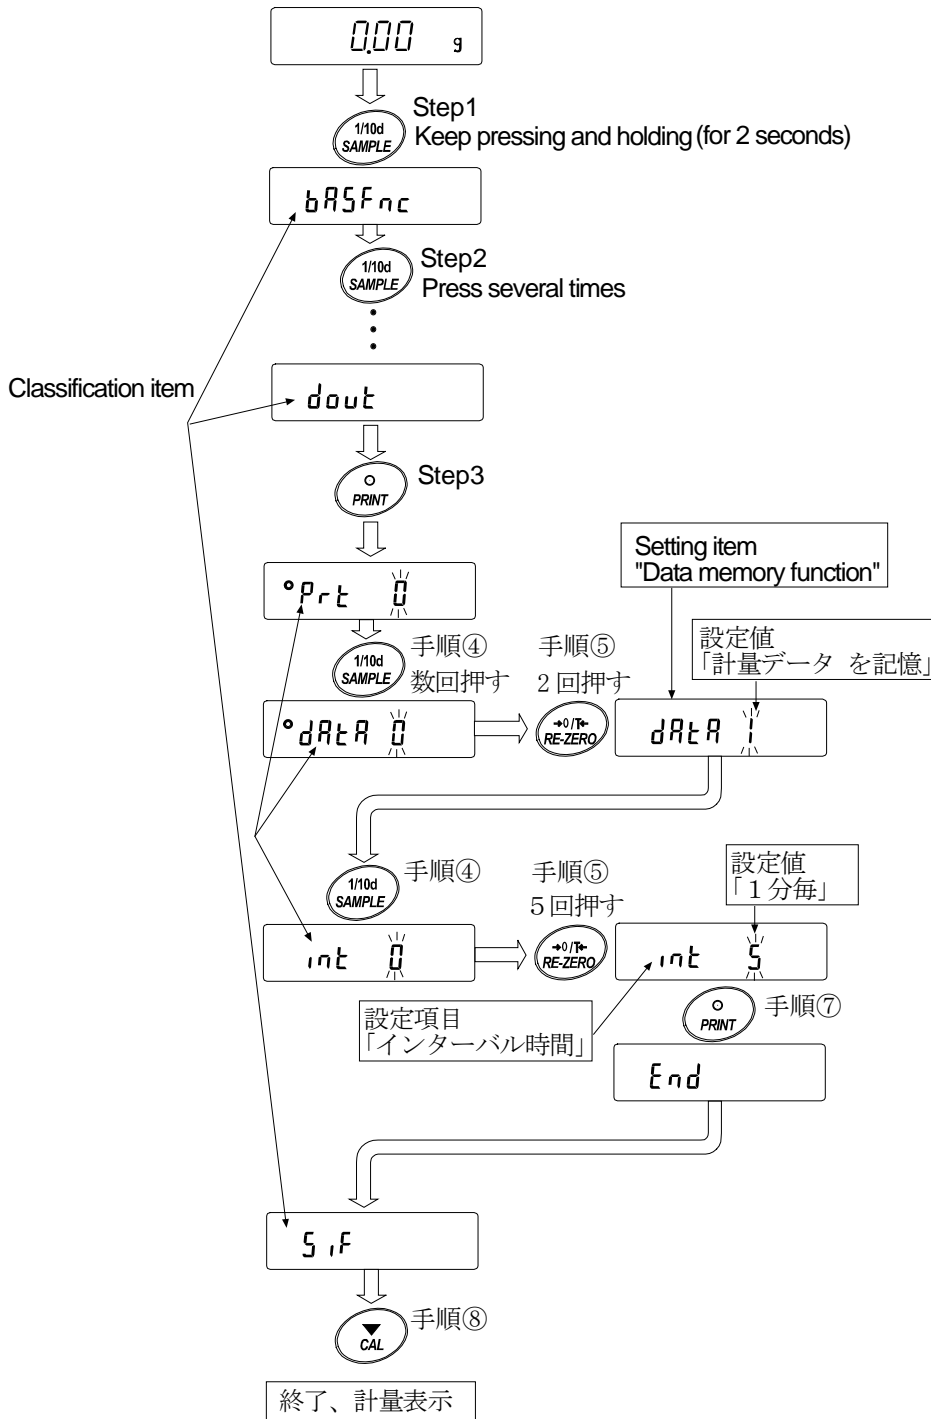 0.00 g
Step1
1/10d
SAMPLE
Keep pressing and holding (for 2 seconds)
bASFnc
Step2
1/10d
SAMPLE
Press several times
Classification item
dout
Step3
PRINT
Setting item
"Data memory function"
Prt 0
設定値
「計量データ を記憶」
手順④
数回押す
1/10d
SAMPLE
手順⑤
2回押す
→0/T←
RE-ZERO
dAtA 0
dAtA 1
手順④
1/10d
SAMPLE
手順⑤
5回押す
→0/T←
RE-ZERO
設定値
「1分毎」
int 0
int 5
設定項目
「インターバル時間」
手順⑦
PRINT
End
SiF
手順⑧
CAL
終了、計量表示